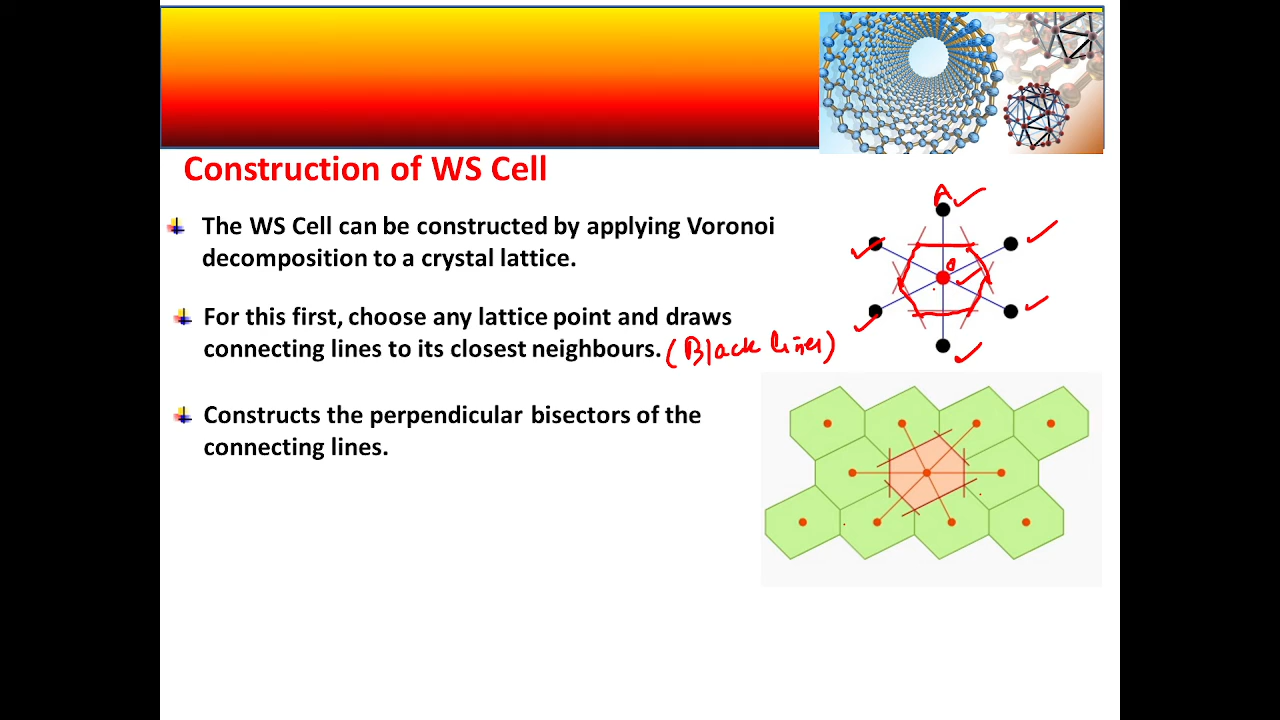 Construction of WS Cell
The WS Cell can be constructed by applying Voronoi
decomposition to a crystal lattice.
For this first, choose any lattice point and draws
connecting lines to its closest neighbours. (Black lines)
Constructs the perpendicular bisectors of the
connecting lines.
A
O